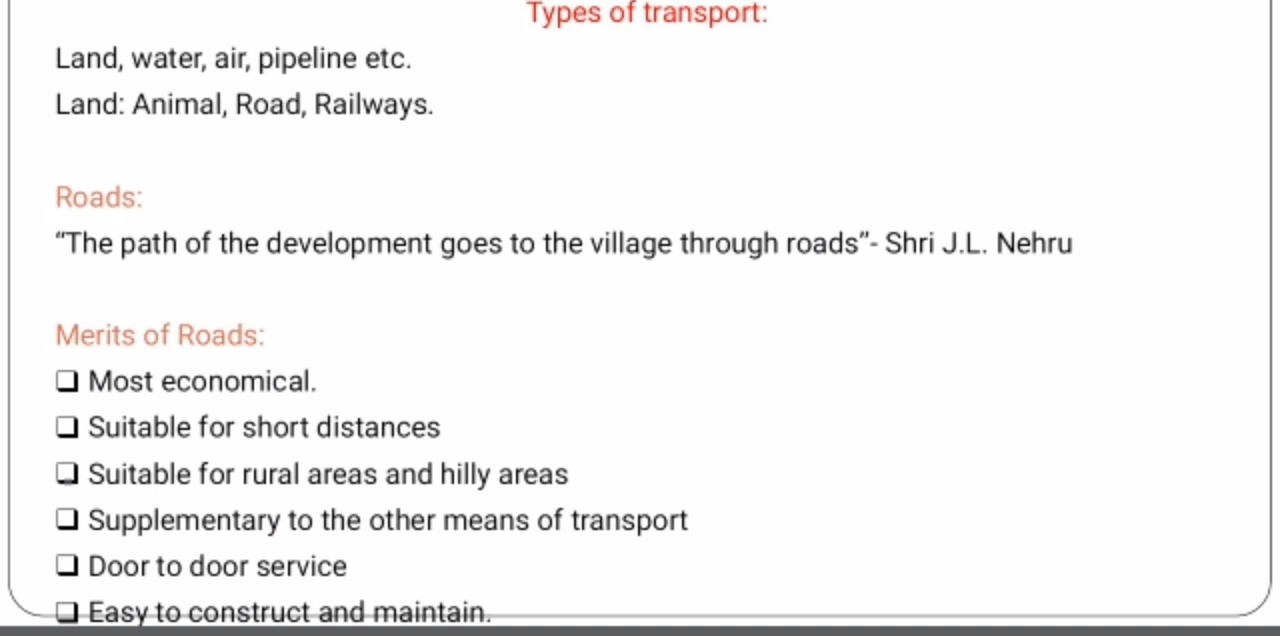 Types of transport:
Land, water, air, pipeline etc.
Land: Animal, Road, Railways.
Roads:
“The path of the development goes to the village through roads”- Shri J.L. Nehru
Merits of Roads:
❑ Most economical.
❑ Suitable for short distances
❑ Suitable for rural areas and hilly areas
❑ Supplementary to the other means of transport
❑ Door to door service
❑ Easy to construct and maintain.